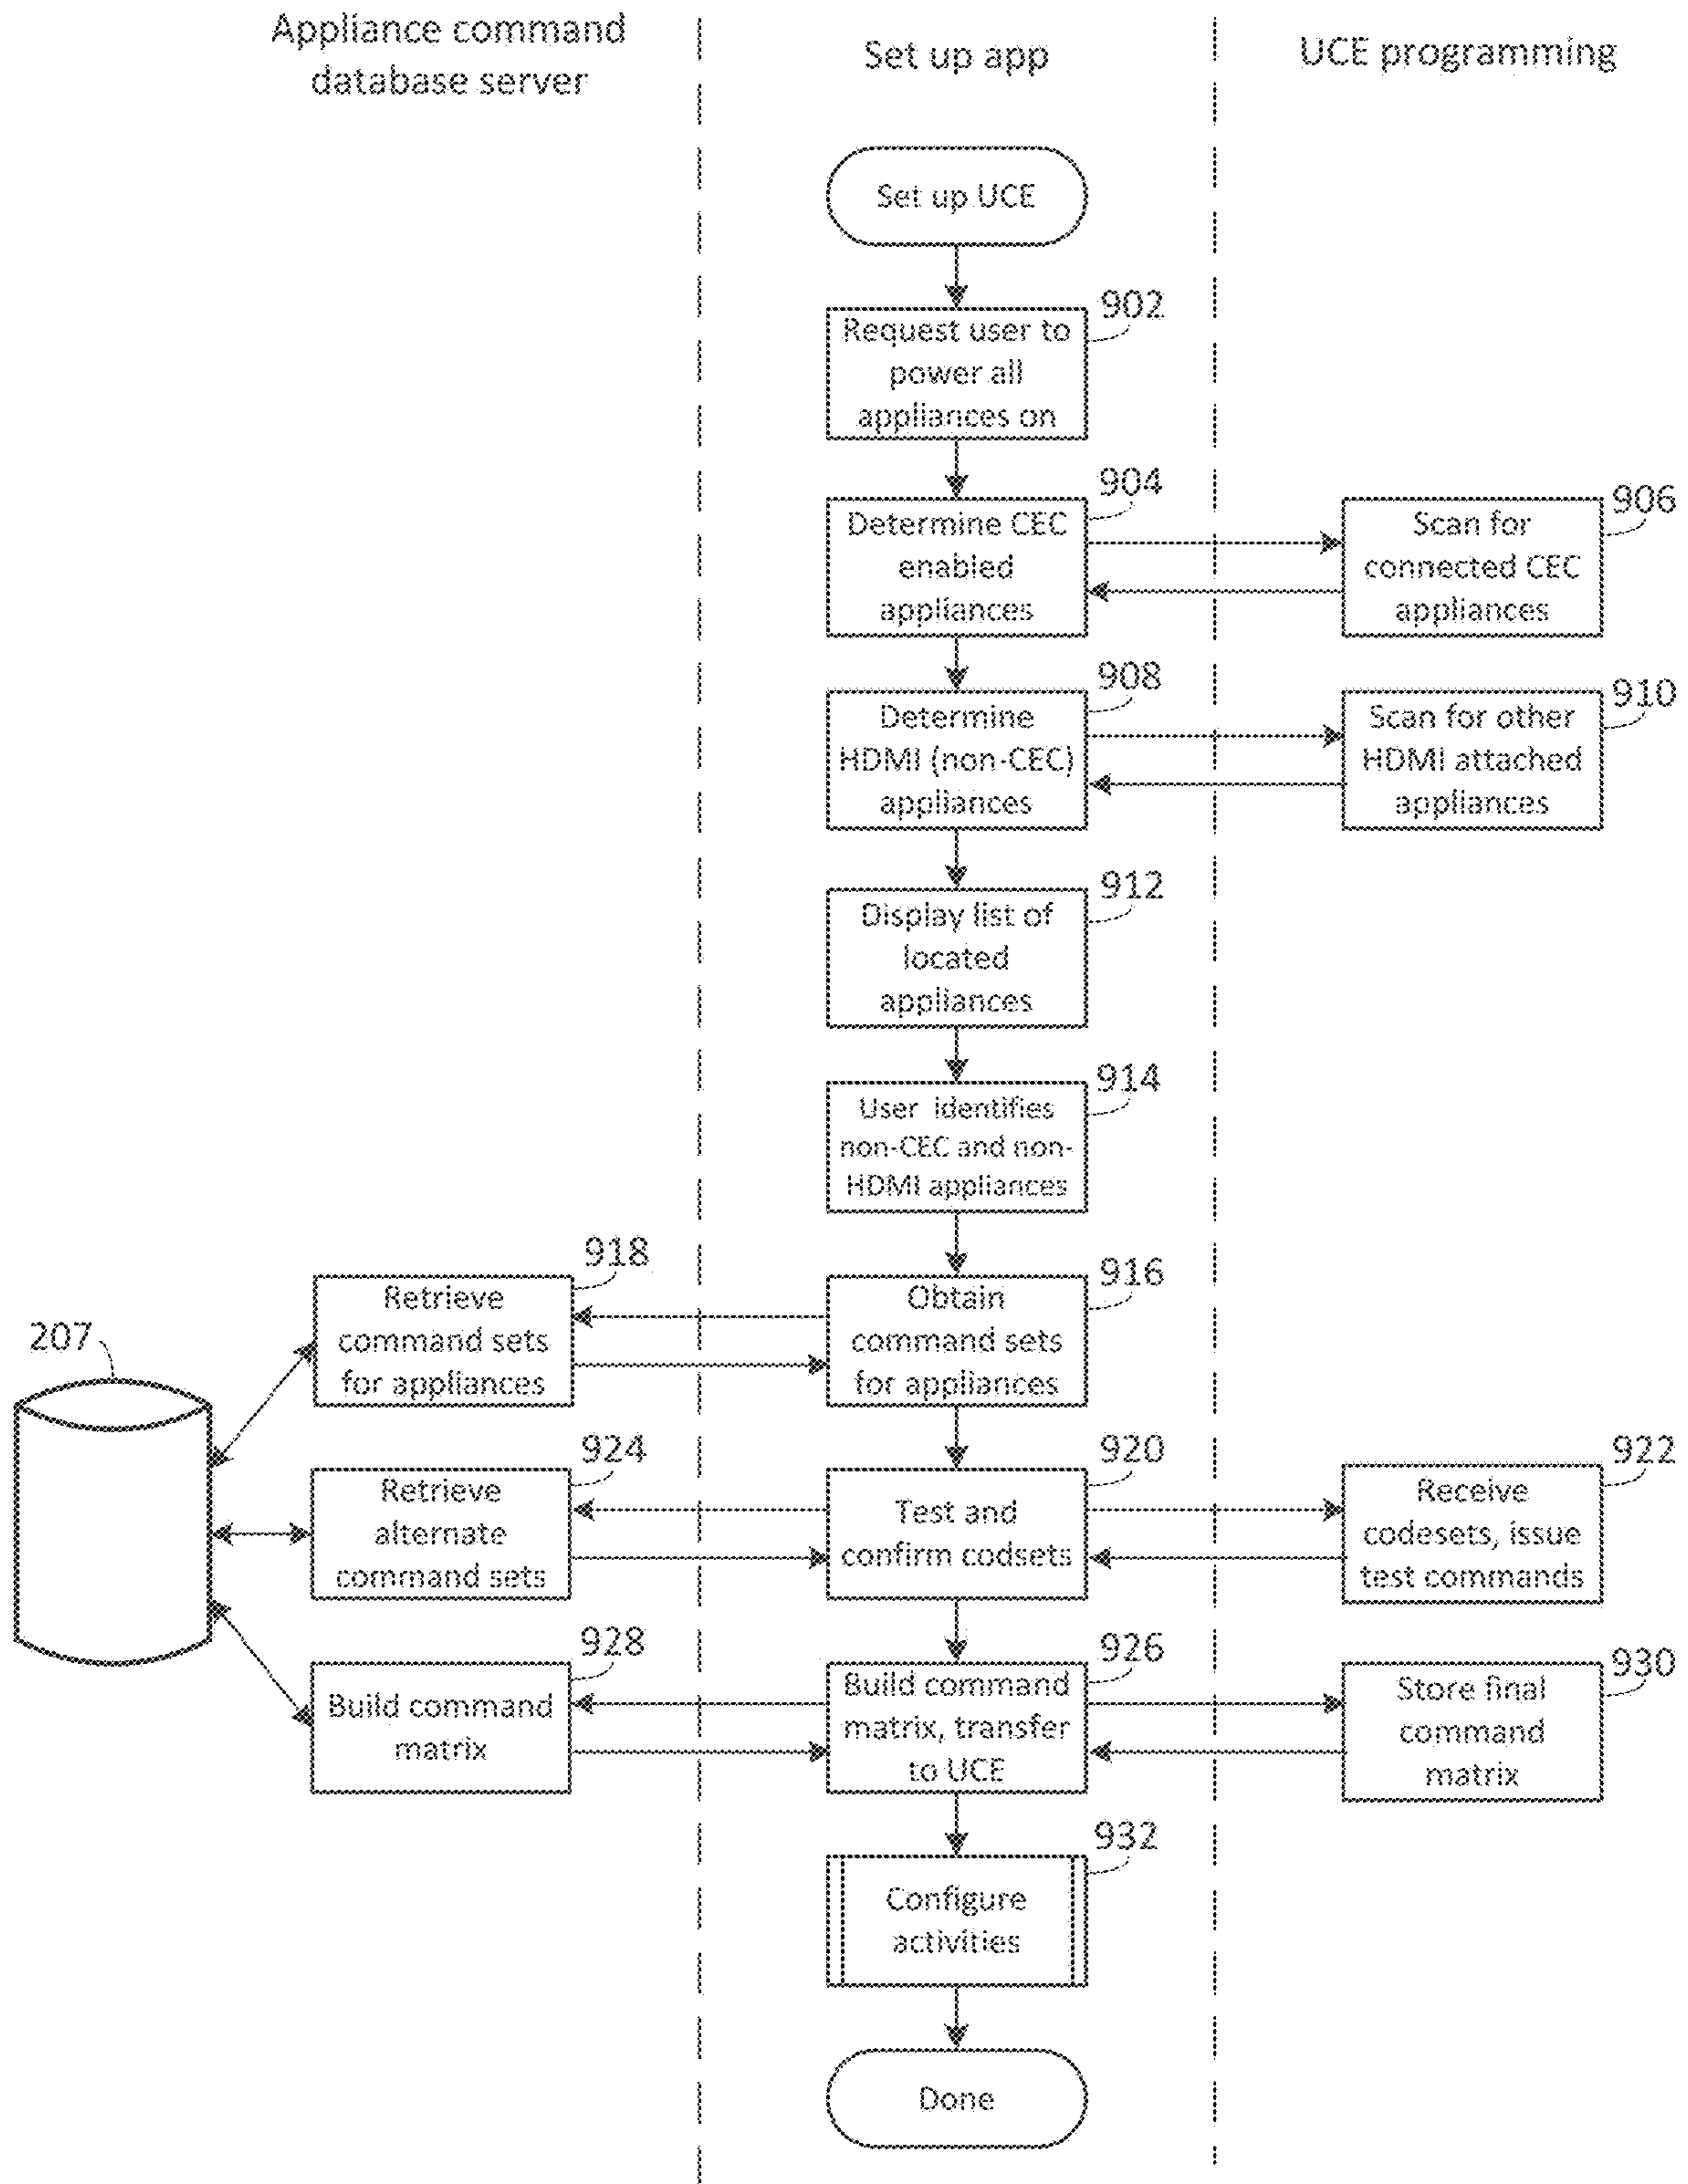 Appliance command
database server
Set up app
UCE programming
Set up UCE
902
Request user to
power all
appliances on
904
Determine CEC
enabled
appliances
906
Scan for
connected CEC
appliances
908
Determine
HDMI (non-CEC)
appliances
910
Scan for other
HDMI attached
appliances
912
Display list of
located
appliances
914
User identifies
non-CEC and non-
HDMI appliances
918
Retrieve
command sets
for appliances
916
Obtain
command sets
for appliances
207
924
Retrieve
alternate
command sets
920
Test and
confirm codsets
922
Receive
codesets, issue
test commands
928
Build command
matrix
926
Build command
matrix, transfer
to UCE
930
Store final
command
matrix
932
Configure
activities
Done